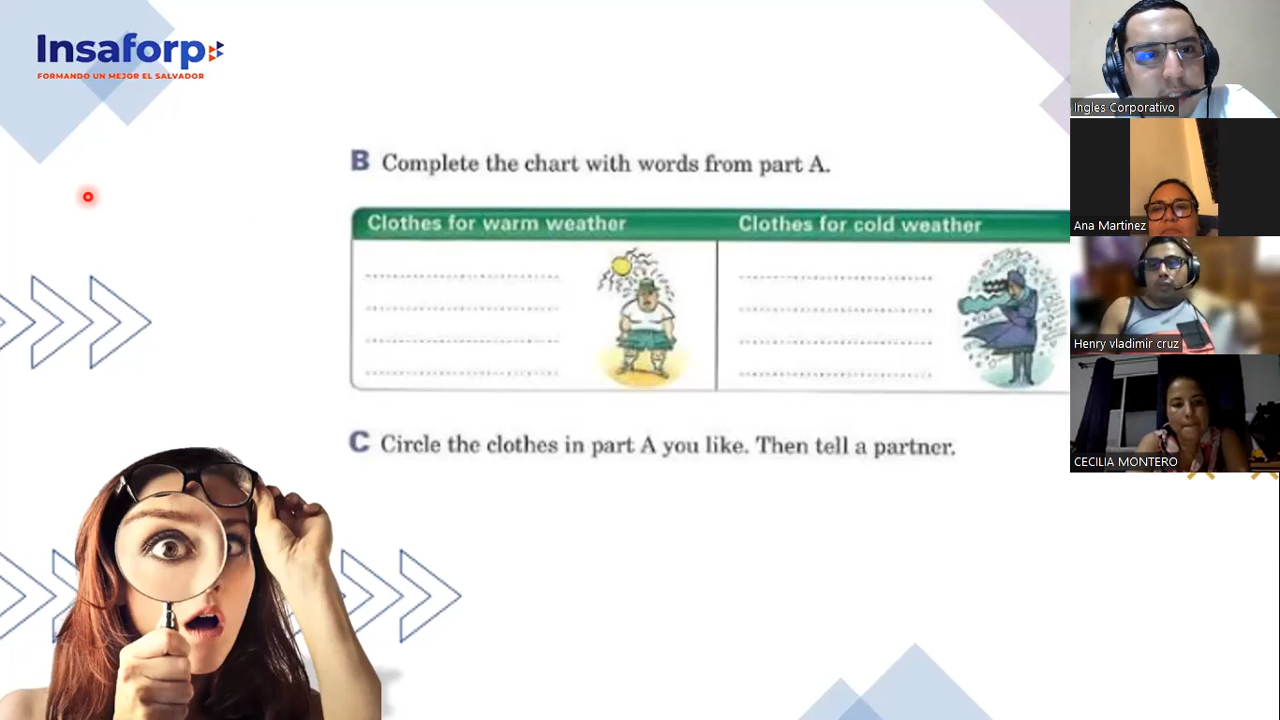 Insaforp
FORMANDO UN MEJOR EL SALVADOR
B Complete the chart with words from part A.
Clothes for warm weather
Clothes for cold weather
C Circle the clothes in part A you like. Then tell a partner.
Ingles Corporativo
Ana Martinez
Henry vladimir cruz
CECILIA MONTERO